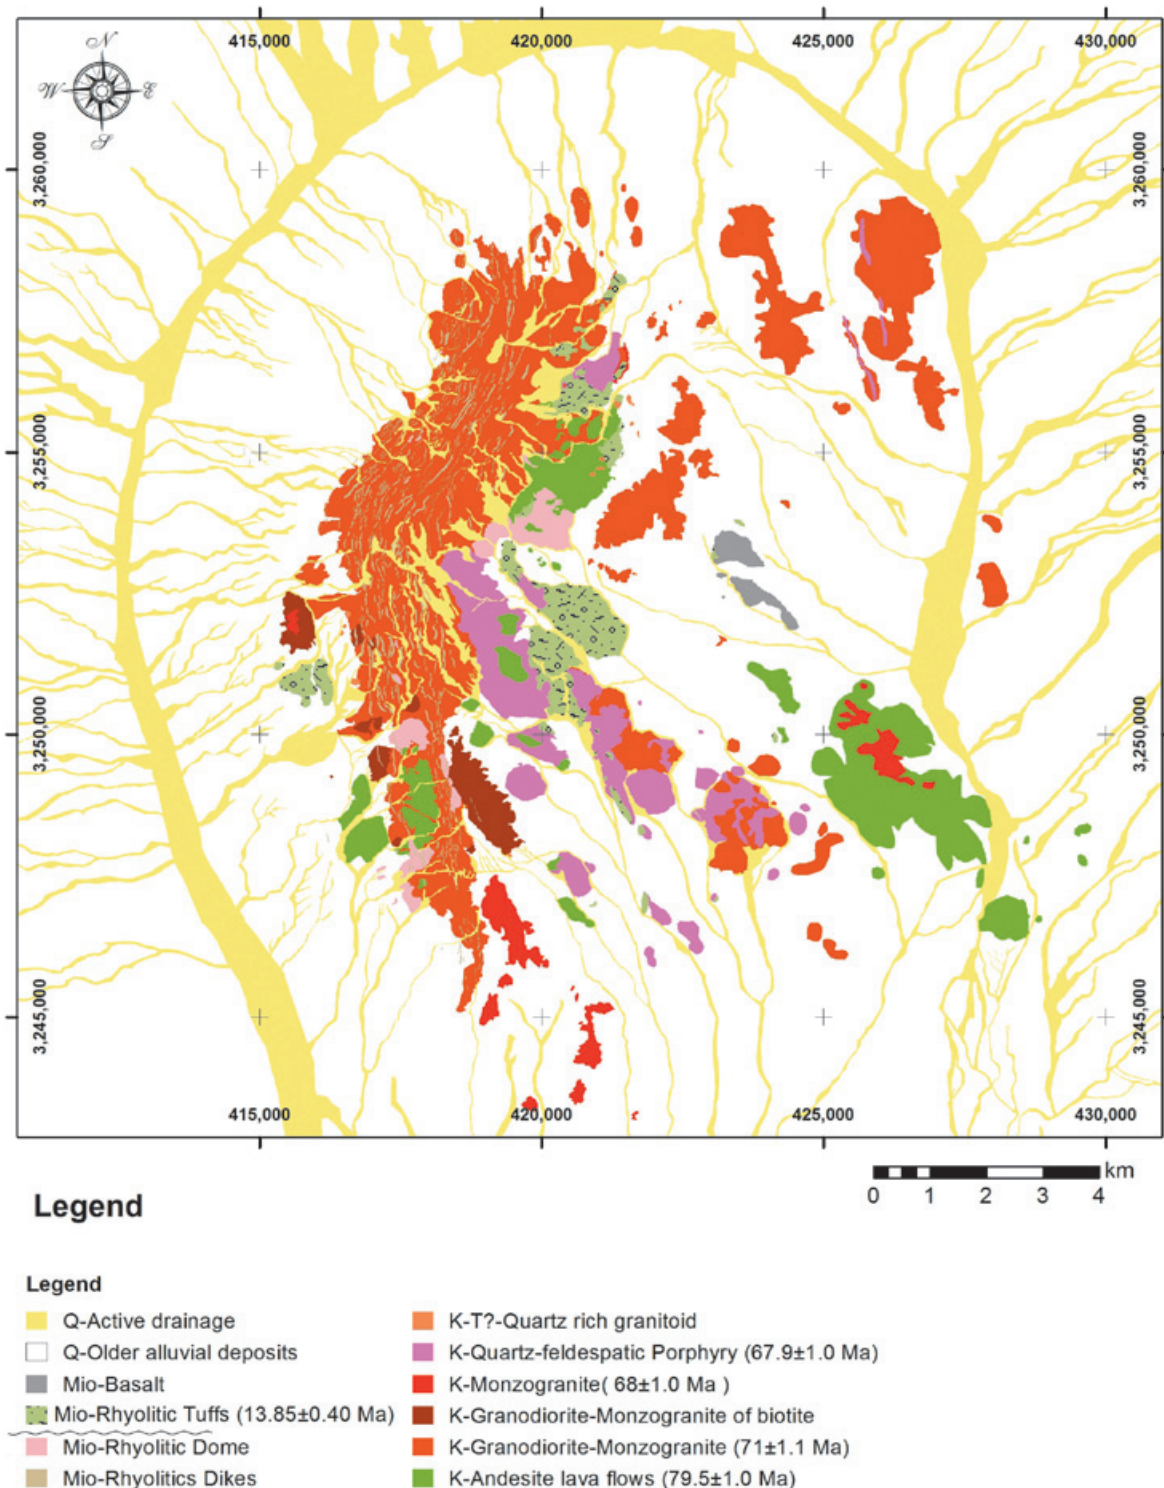 N
415,000 420,000 425,000 430,000
W E
S
3,260,000 3,260,000
3,255,000 3,255,000
3,250,000 3,250,000
3,245,000 3,245,000
415,000 420,000 425,000 430,000
km
0 1 2 3 4
Legend
Legend
Q-Active drainage
Q-Older alluvial deposits
Mio-Basalt
Mio-Rhyolitic Tuffs (13.85±0.40 Ma)
Mio-Rhyolitic Dome
Mio-Rhyolitics Dikes
K-T?-Quartz rich granitoid
K-Quartz-feldespatic Porphyry (67.9±1.0 Ma)
K-Monzogranite( 68±1.0 Ma )
K-Granodiorite-Monzogranite of biotite
K-Granodiorite-Monzogranite (71±1.1 Ma)
K-Andesite lava flows (79.5±1.0 Ma)